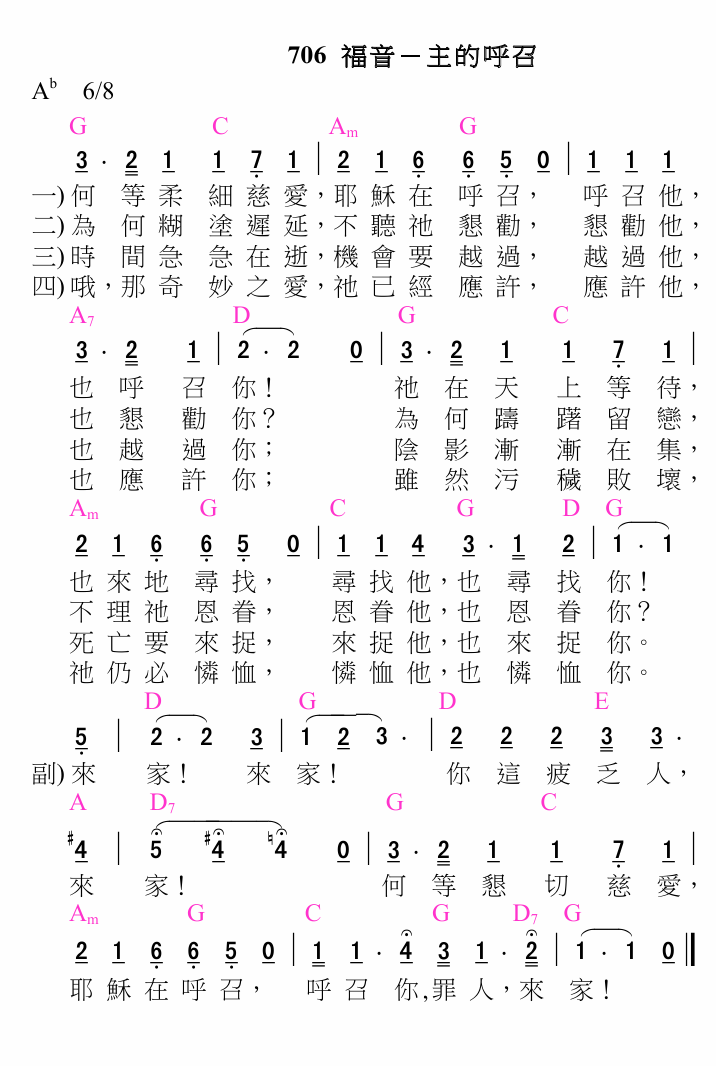 706 福音－主的呼召
A♭ 6/8
G C Am G
3 · 2 1 1 7 1 | 2 1 6 6 5 0 | 1 1 1
一) 何等柔細慈愛，耶穌在呼召， 呼召他，
二) 為何糊塗遲延，不聽祂懇勸， 懇勸他，
三) 時間急急在逝，機會要越過， 越過他，
四) 哦，那奇妙之愛，祂已經應許， 應許他，
A7 D G C
3 · 2 1 | 2 · 2 0 | 3 · 2 1 1 7 1 |
也呼召你！ 祂在天上等待，
也懇勸你？ 為何躊躇留戀，
也越過你； 陰影漸漸在集，
也應許你； 雖然污穢敗壞，
Am G C G D G
2 1 6 6 5 0 | 1 1 4 3 · 1 2 | 1 · 1
也來地尋找， 尋找他，也尋找你！
不理祂恩眷， 恩眷他，也恩眷你？
死亡要來捉， 來捉他，也來捉你。
祂仍必憐恤， 憐恤他，也憐恤你。
D G D E
5 | 2 · 2 3 | 1 2 3 · | 2 2 2 3 3 ·
副) 來家！ 來家！ 你這疲乏人，
A D7 G C
♯4 | 5 ♯4 ♮4 0 | 3 · 2 1 1 7 1 |
來家！ 何等懇切慈愛，
Am G C G D7 G
2 1 6 6 5 0 | 1 1 · 4 3 1 · 2 | 1 · 1 0 ‖
耶穌在呼召， 呼召你,罪人，來家！